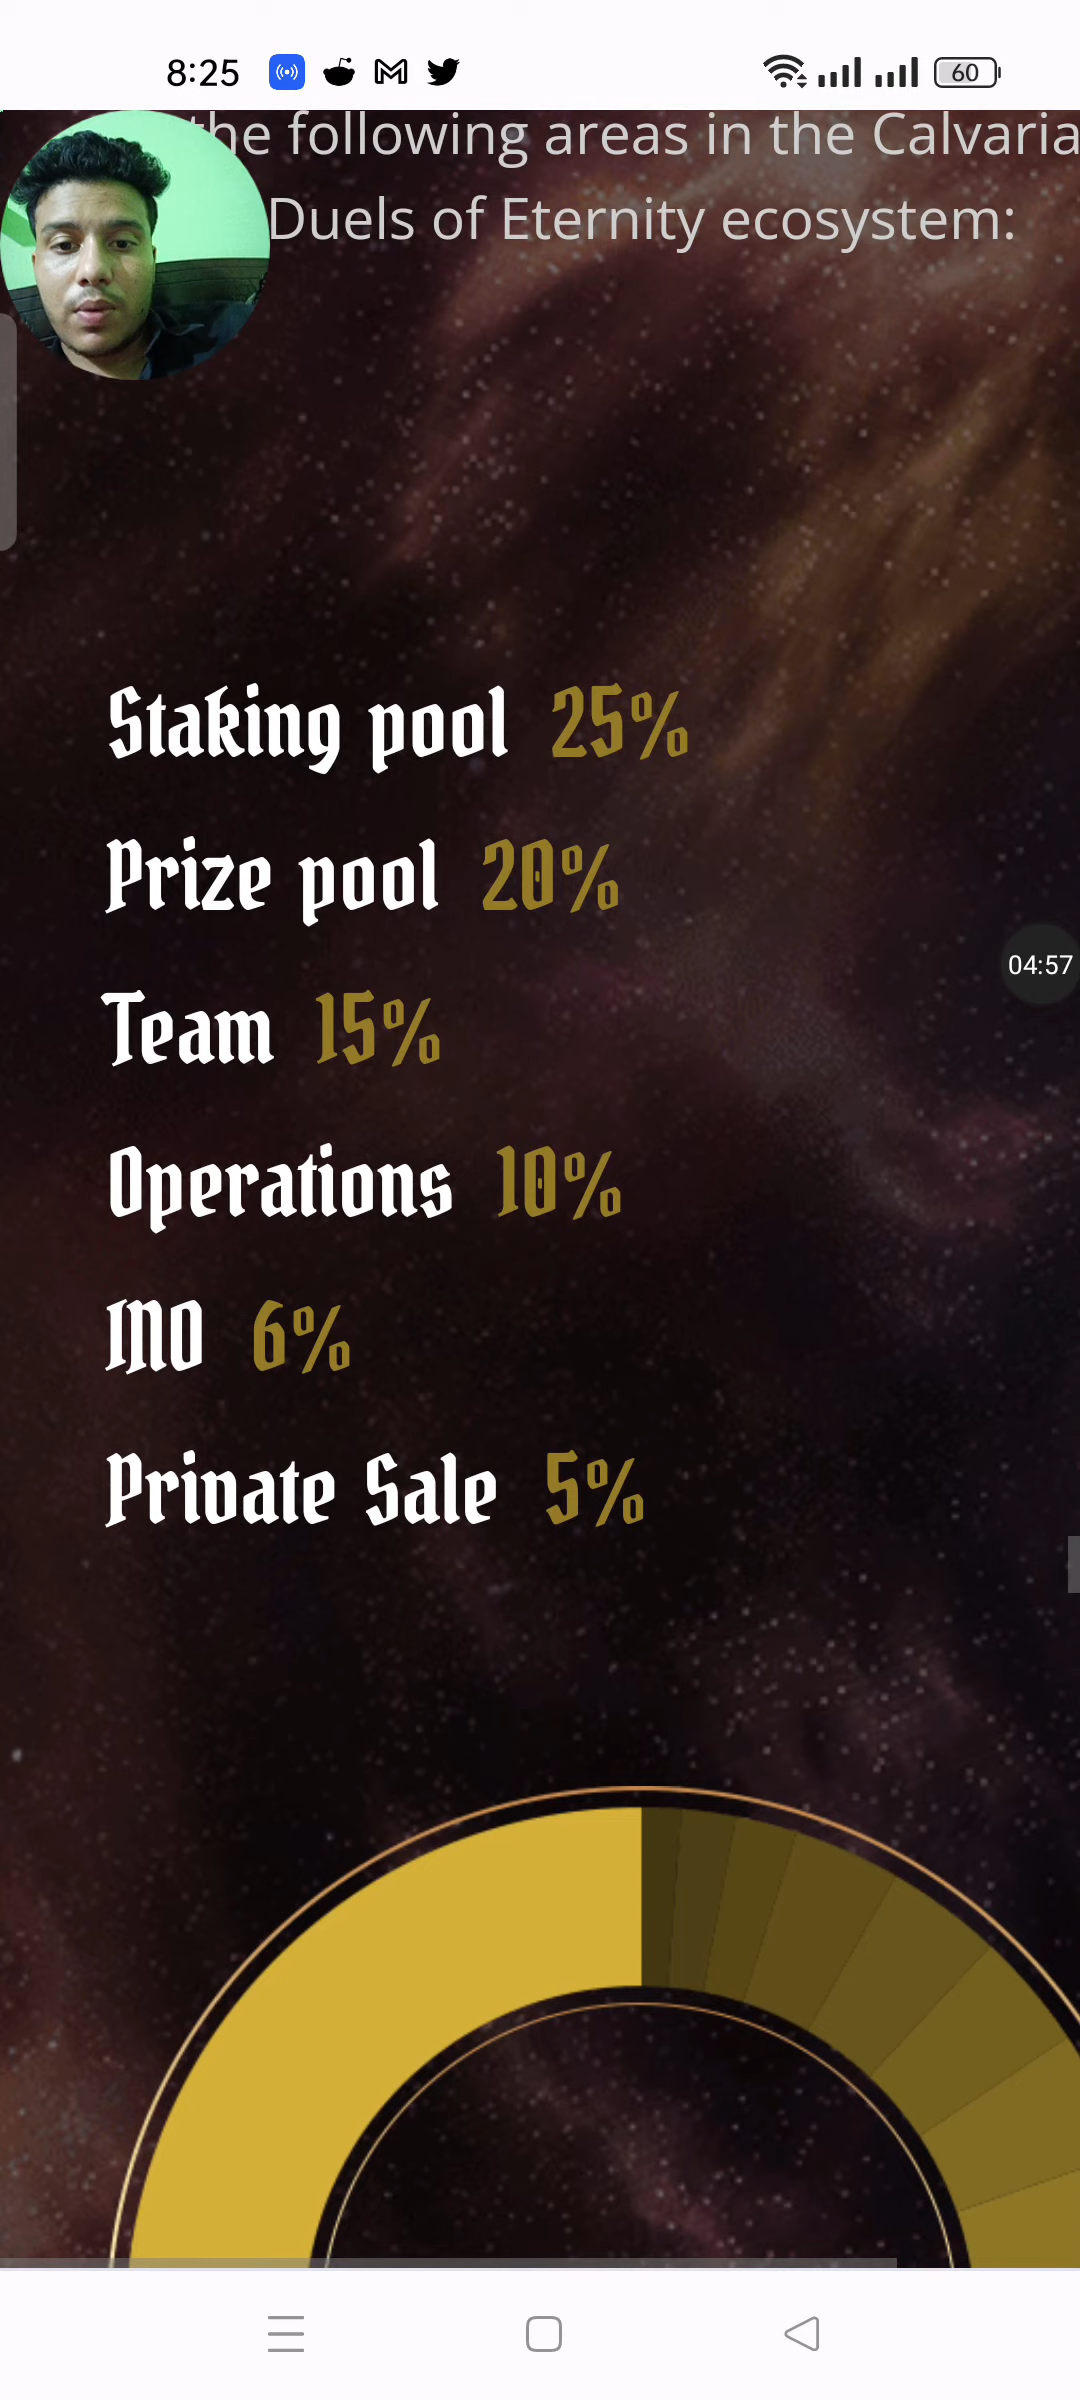 8:25
60
the following areas in the Calvaria
Duels of Eternity ecosystem:
Staking pool 25%
Prize pool 20%
04:57
Team 15%
Operations 10%
INO 6%
Private Sale 5%